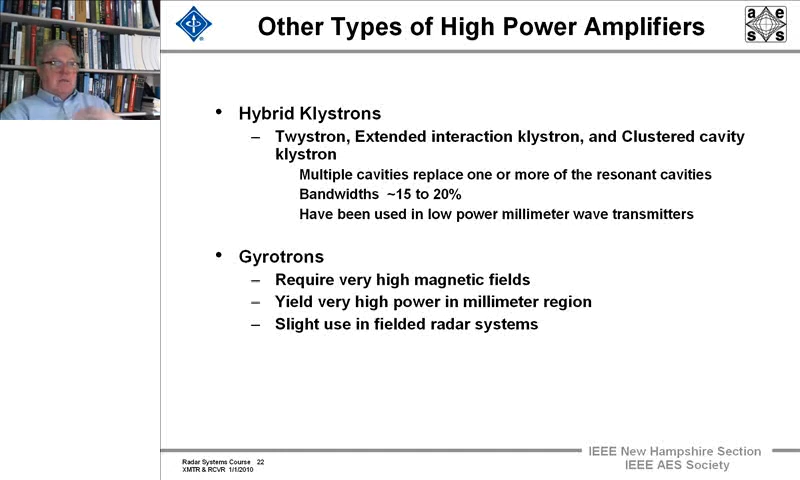 Other Types of High Power Amplifiers
a e
s s
• Hybrid Klystrons
– Twystron, Extended interaction klystron, and Clustered cavity
klystron
Multiple cavities replace one or more of the resonant cavities
Bandwidths ~15 to 20%
Have been used in low power millimeter wave transmitters
• Gyrotrons
– Require very high magnetic fields
– Yield very high power in millimeter region
– Slight use in fielded radar systems
Radar Systems Course 22
XMTR & RCVR 1/1/2010
IEEE New Hampshire Section
IEEE AES Society